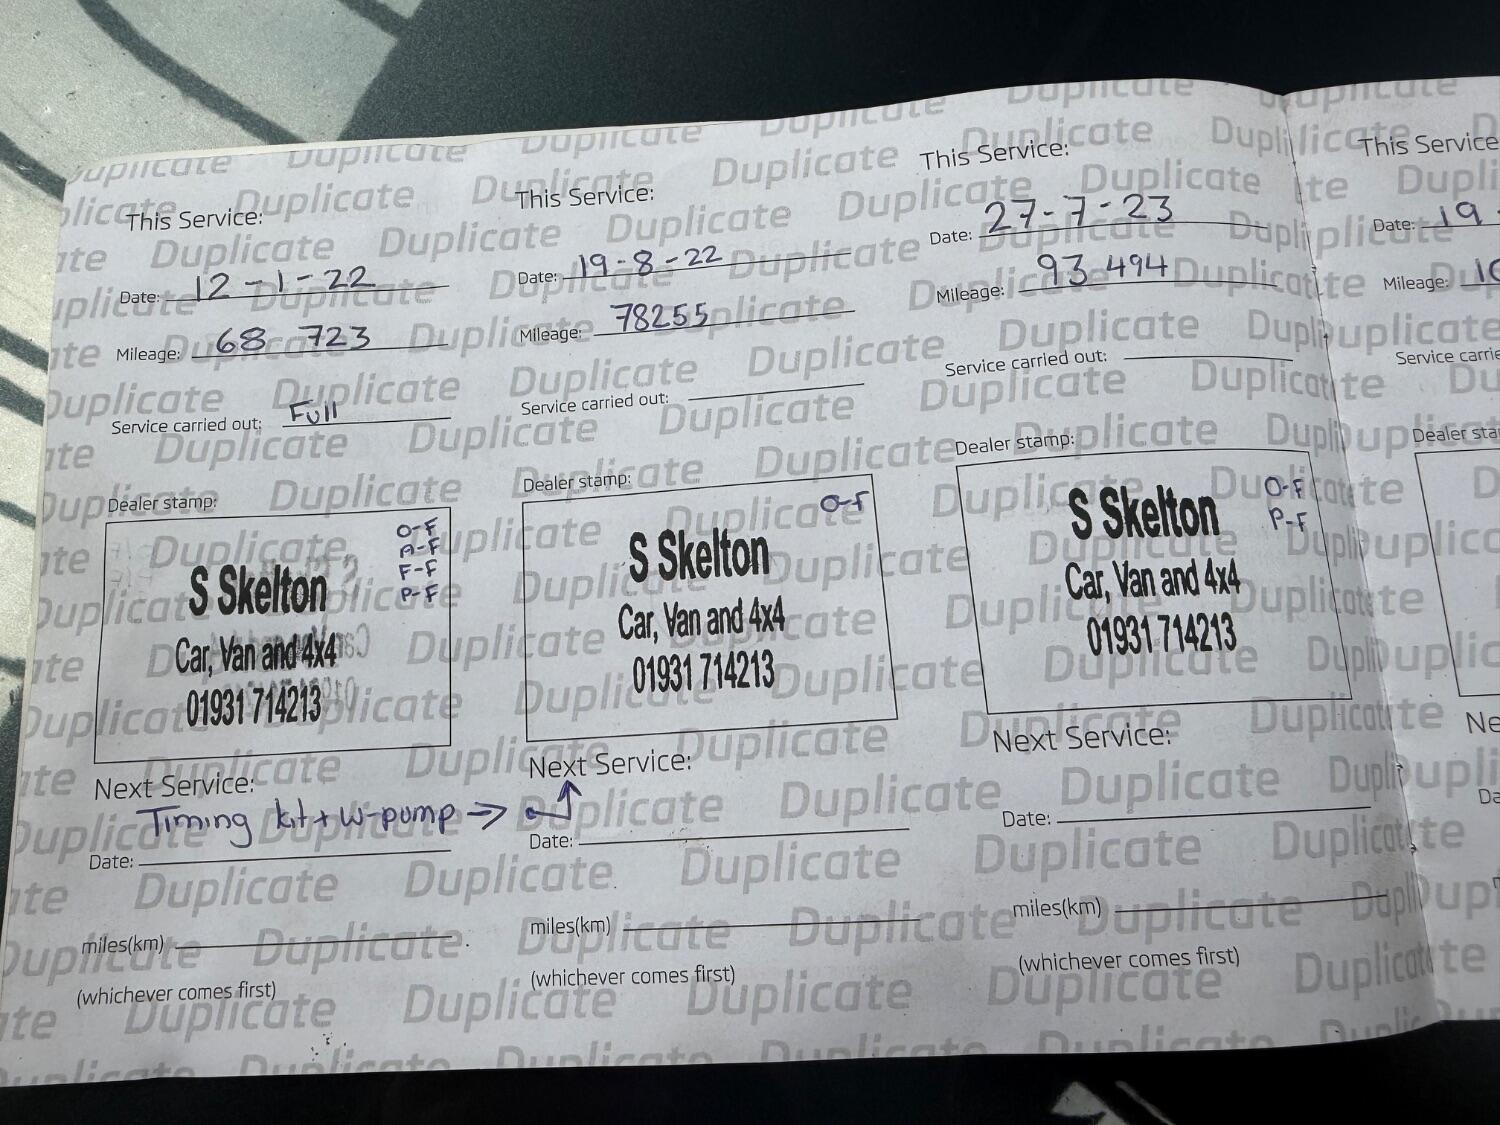 This Service:
Date: 12-1-22
Mileage: 68 723
Service carried out: Full
Dealer stamp:
O-F
A-F
F-F
P-F
S Skelton
Car, Van and 4x4
01931 714213
Next Service:
Timing kit + w-pump →
Date:
miles(km)
(whichever comes first)
This Service:
Date: 19-8-22
Mileage: 78255
Service carried out:
Dealer stamp:
O-F
S Skelton
Car, Van and 4x4
01931 714213
Next Service:
Date:
miles(km)
(whichever comes first)
This Service:
Date: 27-7-23
Mileage: 93 494
Service carried out:
Dealer stamp:
O-F
P-F
S Skelton
Car, Van and 4x4
01931 714213
Next Service:
Date:
miles(km)
(whichever comes first)
This Service
Date: 19
Mileage:
Duplicate